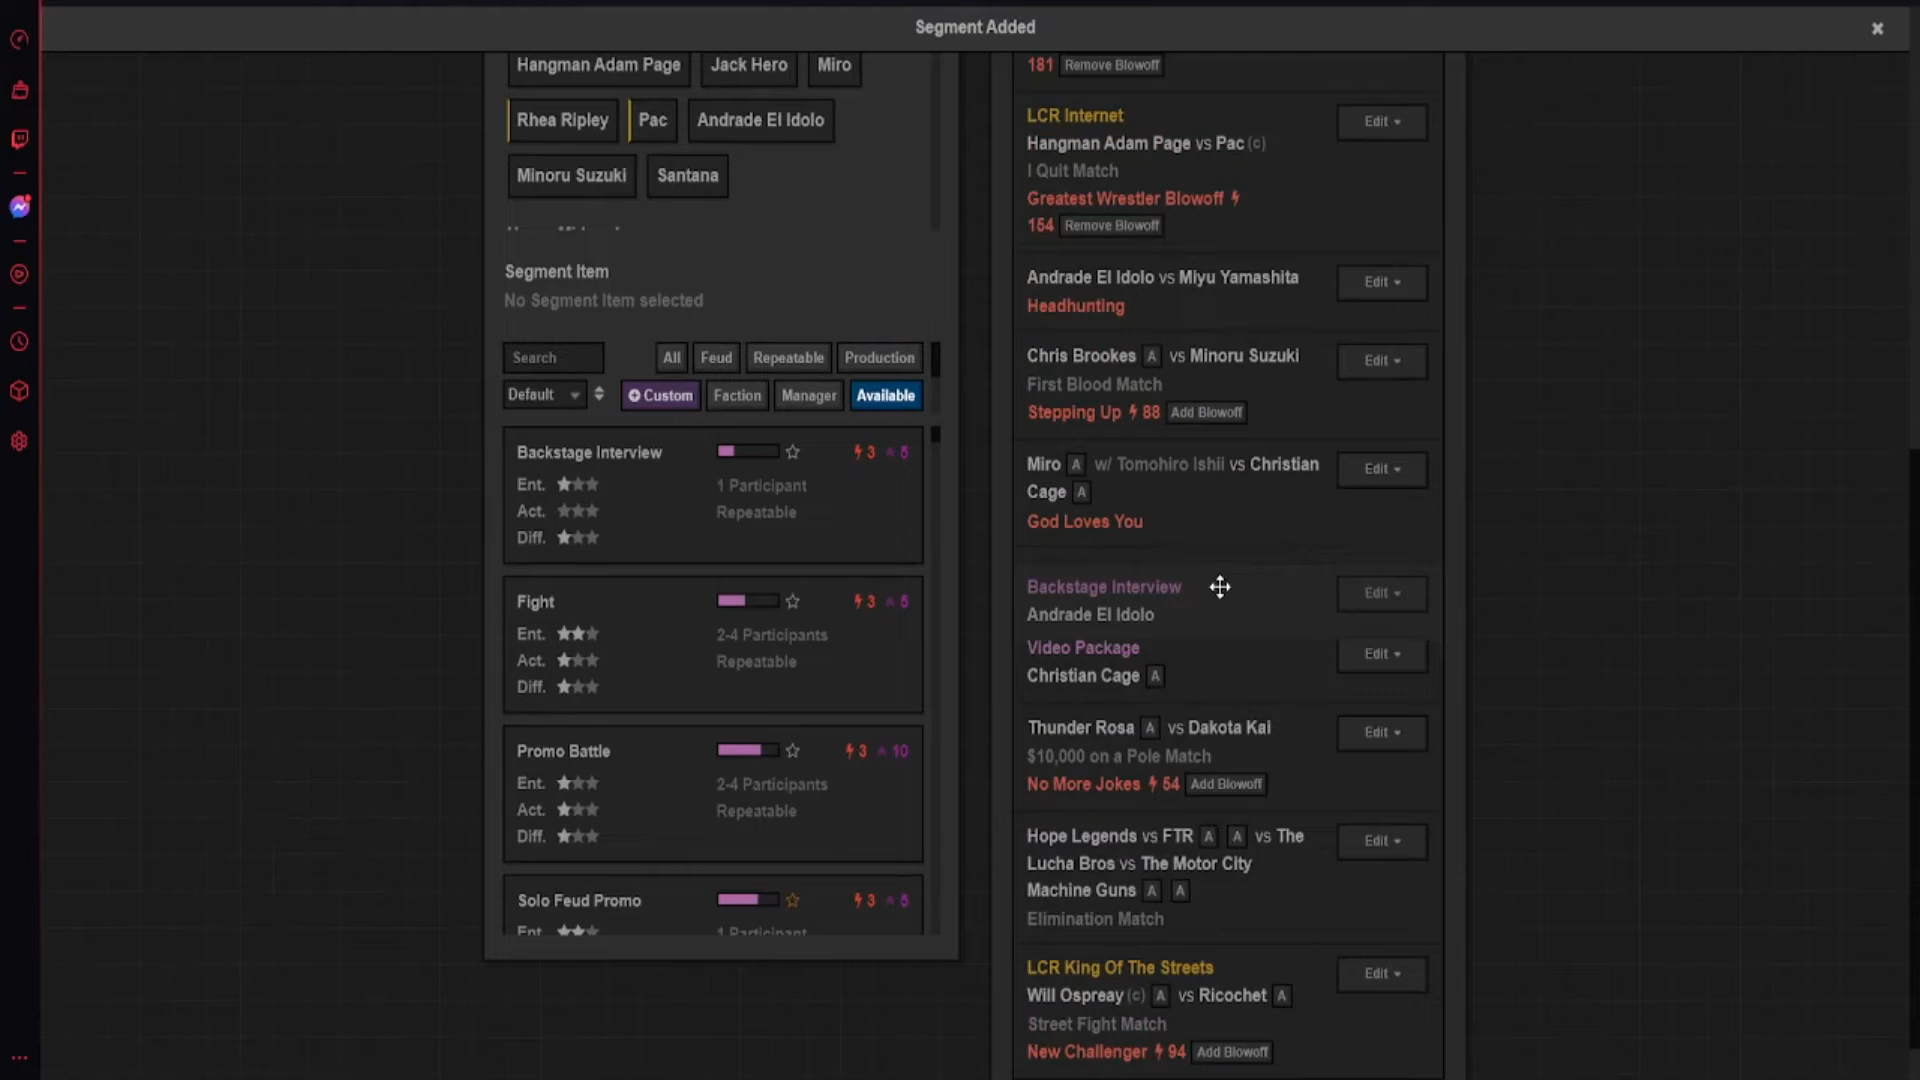 Segment Added
Hangman Adam Page
Jack Hero
Miro
Rhea Ripley
Pac
Andrade El Idolo
Minoru Suzuki
Santana
Segment Item
No Segment Item selected
Search
All
Feud
Repeatable
Production
Default
Custom
Faction
Manager
Available
Backstage Interview
3
5
Ent.
1 Participant
Act.
Repeatable
Diff.
Fight
3
5
Ent.
2-4 Participants
Act.
Repeatable
Diff.
Promo Battle
3
10
Ent.
2-4 Participants
Act.
Repeatable
Diff.
Solo Feud Promo
3
5
Ent.
1 Participant
181 Remove Blowoff
LCR Internet
Edit
Hangman Adam Page vs Pac (c)
I Quit Match
Greatest Wrestler Blowoff
154 Remove Blowoff
Andrade El Idolo vs Miyu Yamashita
Edit
Headhunting
Chris Brookes A vs Minoru Suzuki
Edit
First Blood Match
Stepping Up 88 Add Blowoff
Miro A w/ Tomohiro Ishii vs Christian
Edit
Cage A
God Loves You
Backstage Interview
Edit
Andrade El Idolo
Video Package
Edit
Christian Cage A
Thunder Rosa A vs Dakota Kai
Edit
$10,000 on a Pole Match
No More Jokes 54 Add Blowoff
Hope Legends vs FTR A A vs The
Edit
Lucha Bros vs The Motor City
Machine Guns A A
Elimination Match
LCR King Of The Streets
Edit
Will Ospreay (c) A vs Ricochet A
Street Fight Match
New Challenger 94 Add Blowoff